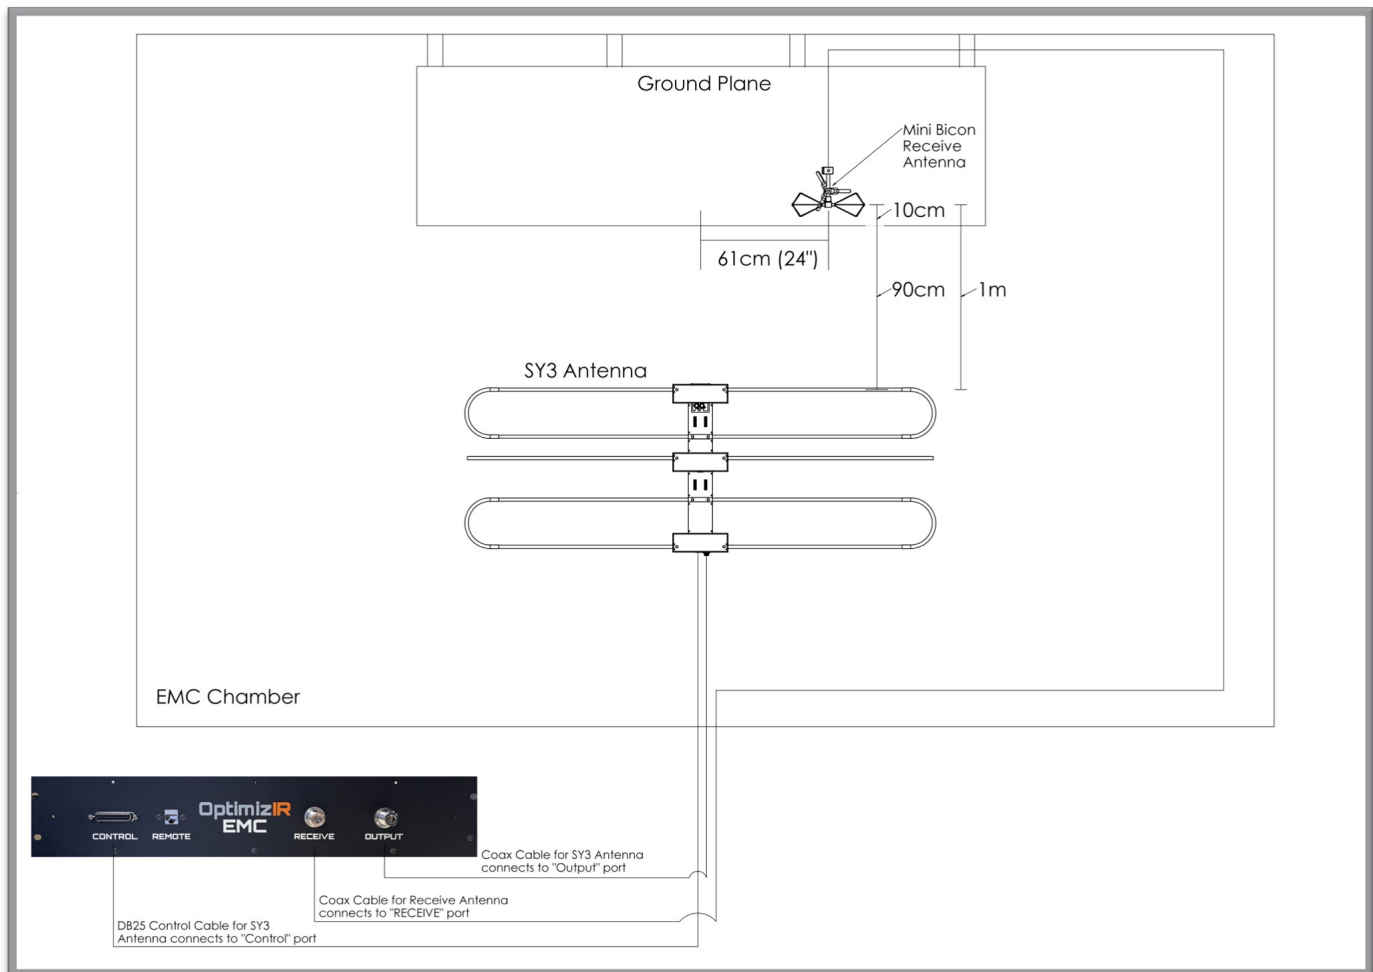 Ground Plane
Mini Bicon
Receive
Antenna
10cm
61cm (24")
90cm
1m
SY3 Antenna
EMC Chamber
OptimizIR
EMC
CONTROL
REMOTE
RECEIVE
OUTPUT
Coax Cable for SY3 Antenna
connects to "Output" port
Coax Cable for Receive Antenna
connects to "RECEIVE" port
DB25 Control Cable for SY3
Antenna connects to "Control" port